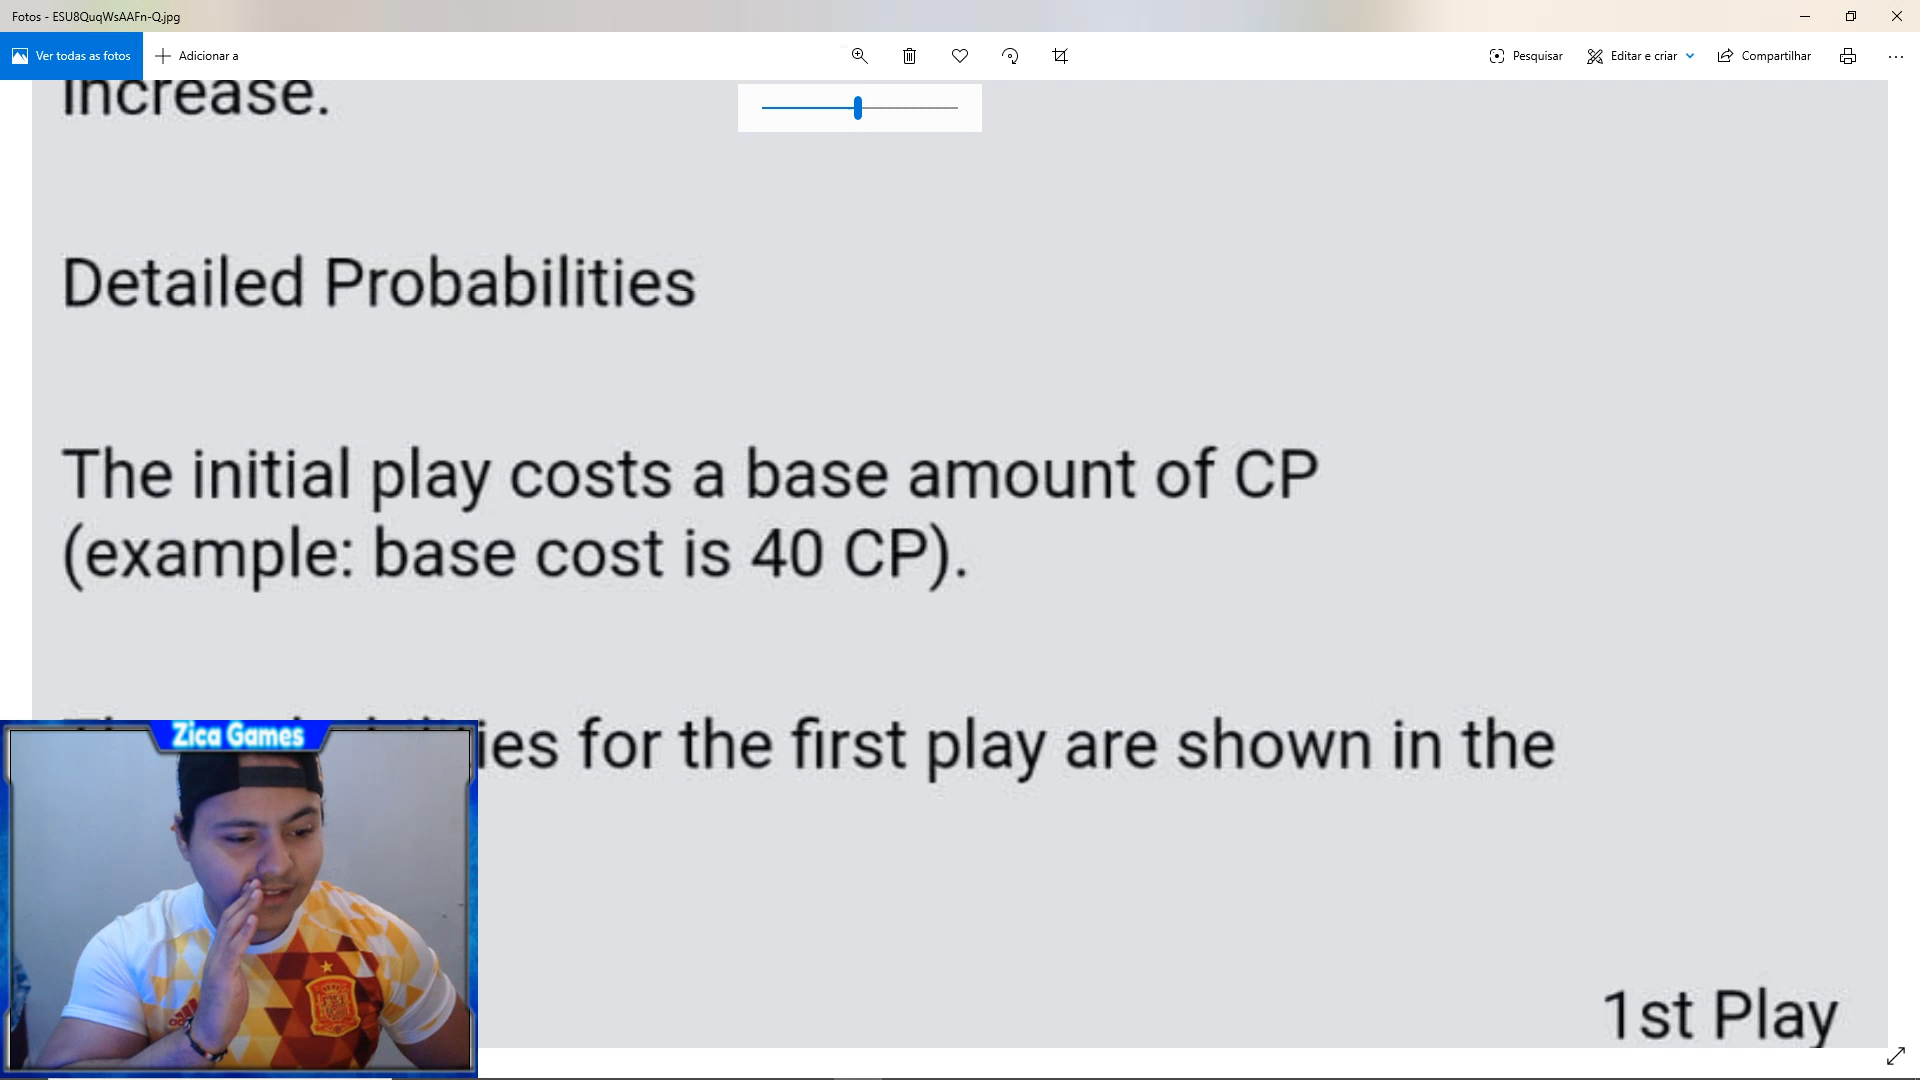 Fotos - ESU8QuqWsAAFn-Q.jpg
Ver todas as fotos
Adicionar a
Pesquisar
Editar e criar
Compartilhar
increase.
Detailed Probabilities
The initial play costs a base amount of CP
(example: base cost is 40 CP).
for the first play are shown in the
Zica Games
1st Play